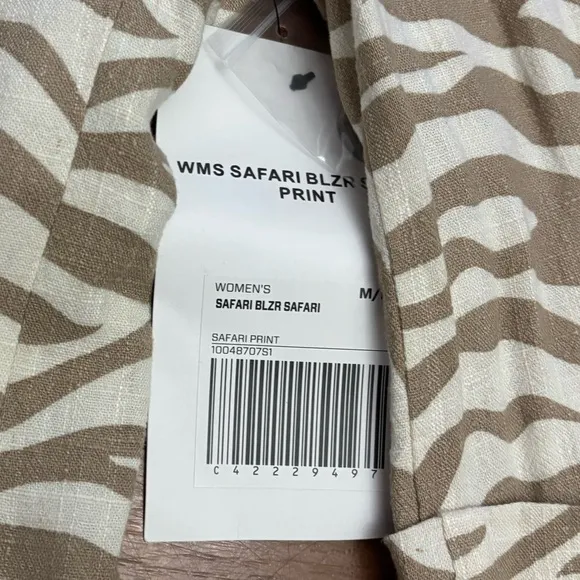 WMS SAFARI BLZR S
PRINT
WOMEN'S
M/
SAFARI BLZR SAFARI
SAFARI PRINT
10048707S1
C42229497